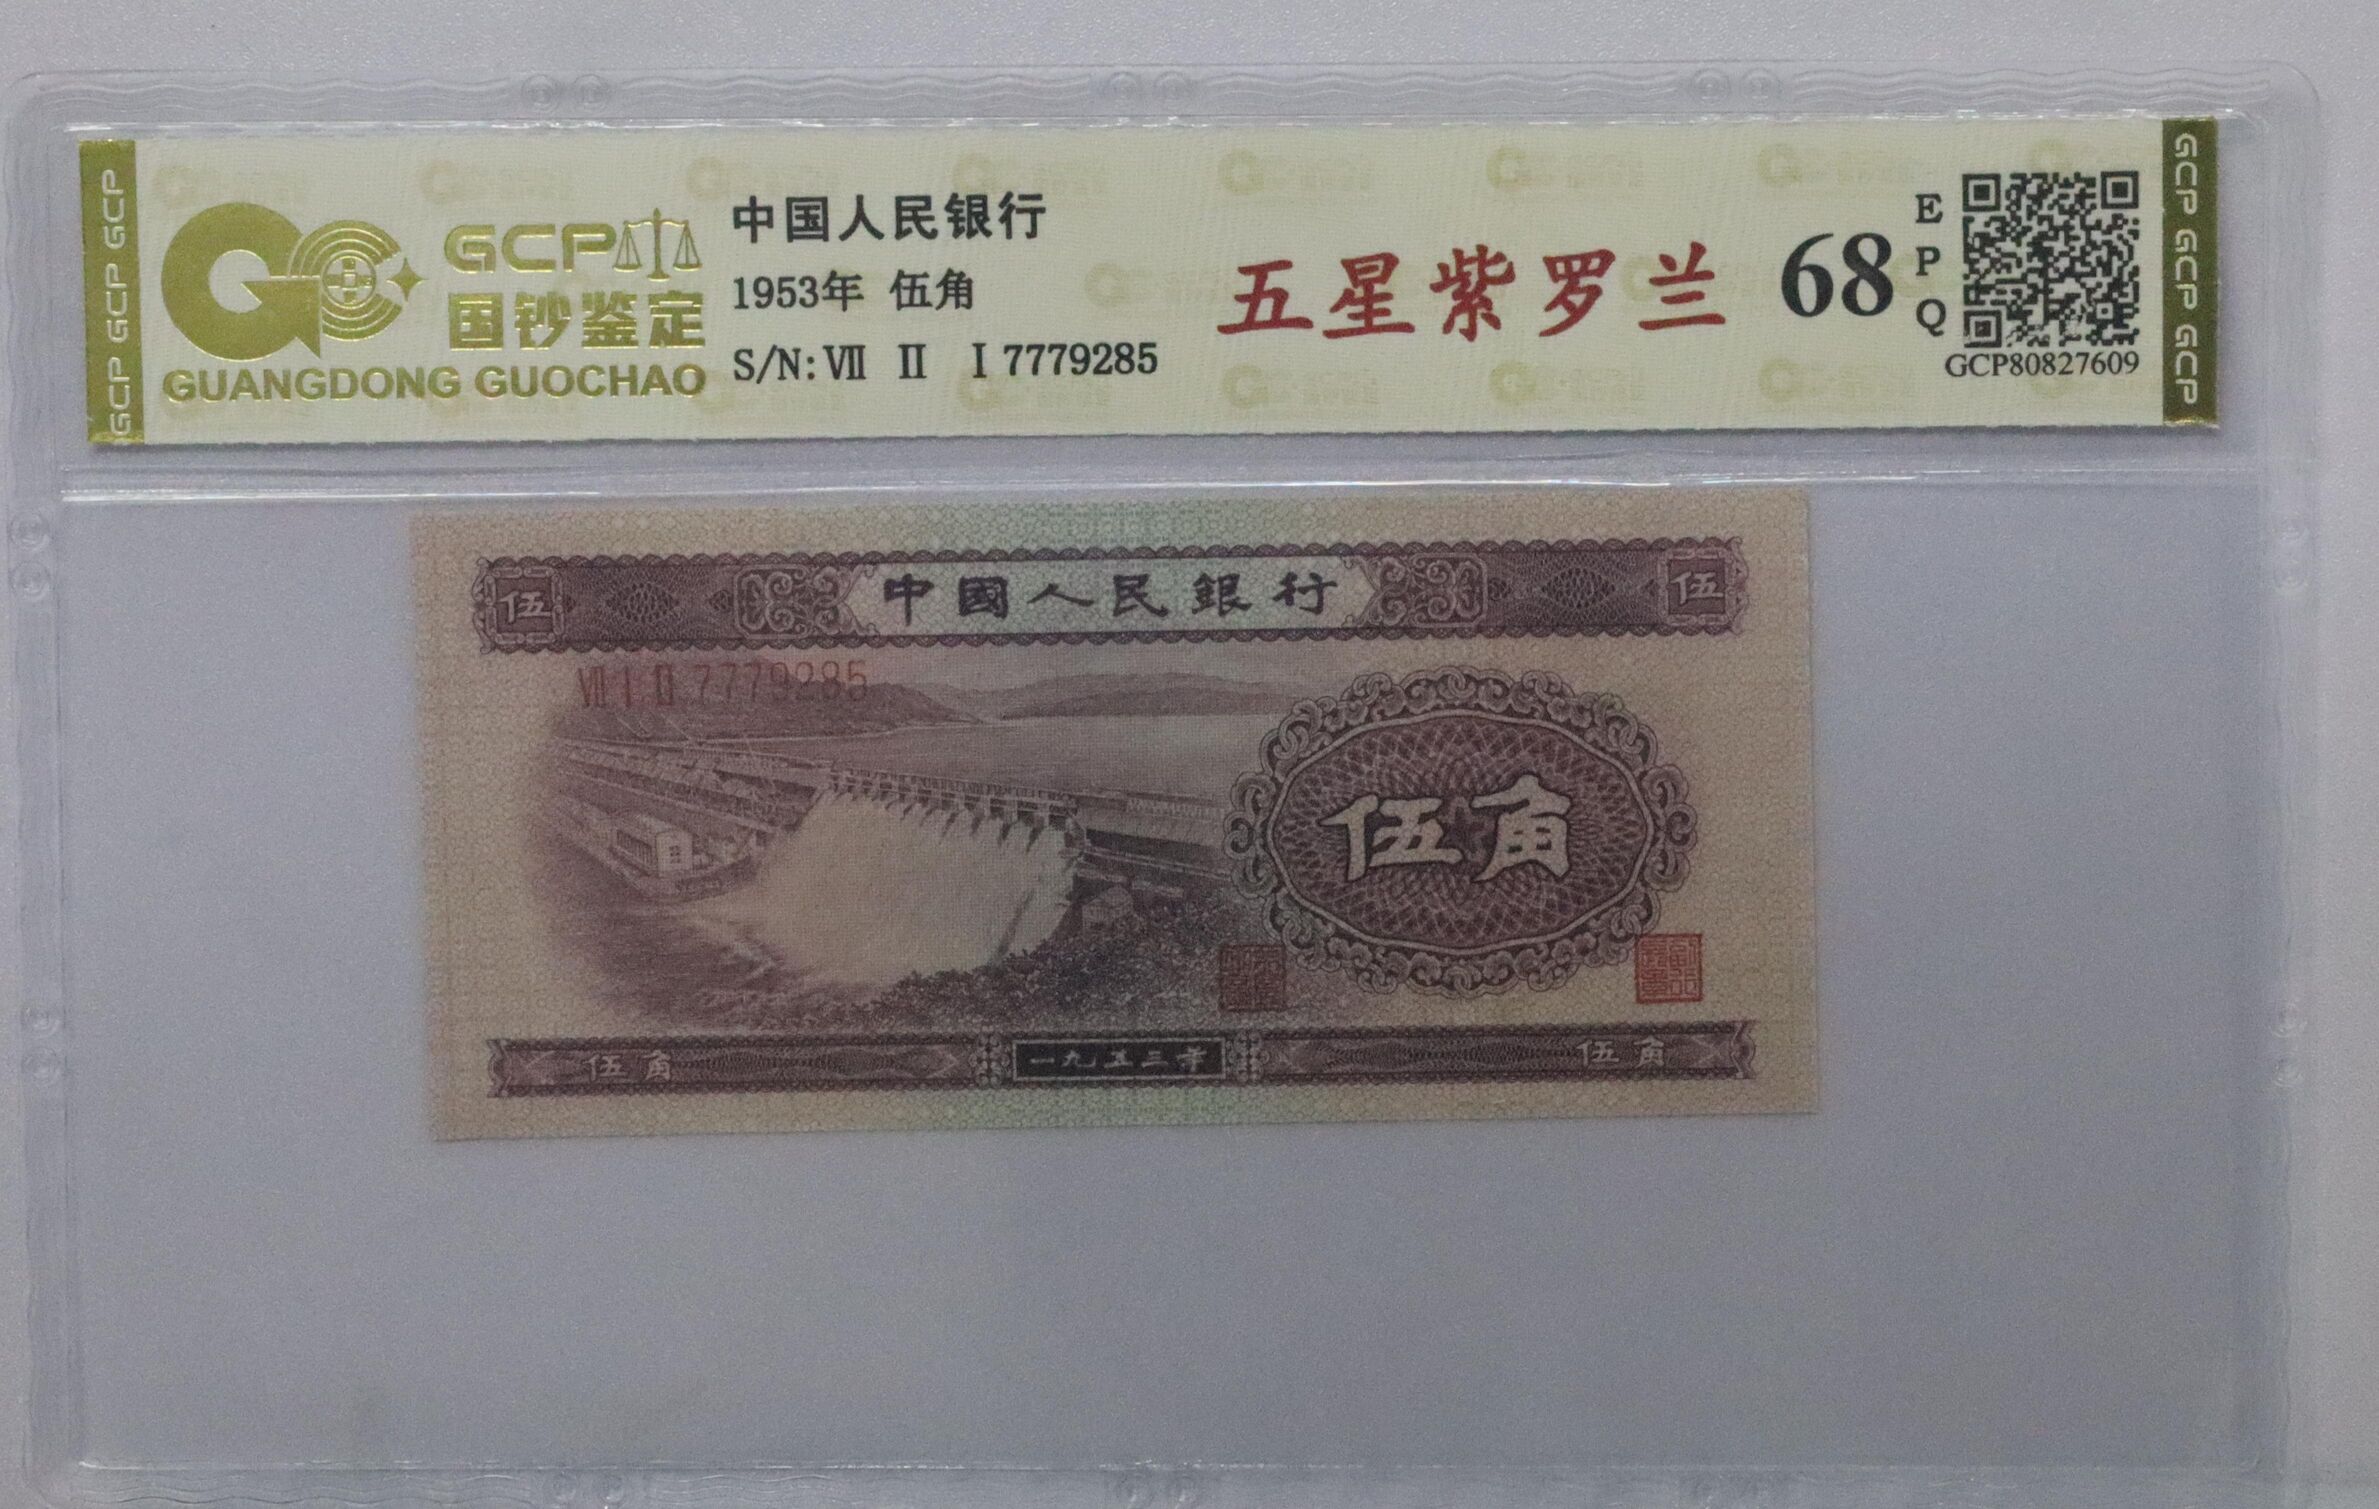 GCP GCP GCP
GCP
国钞鉴定
GUANGDONG GUOCHAO
中国人民银行
1953年 伍角
S/N: Ⅶ Ⅱ Ⅰ 7779285
五星紫罗兰
68
EPQ
GCP80827609
GCP GCP GCP
伍
中國人民銀行
伍
Ⅶ Ⅰ Ⅱ 7779285
伍角
伍角
一九五三年
伍角